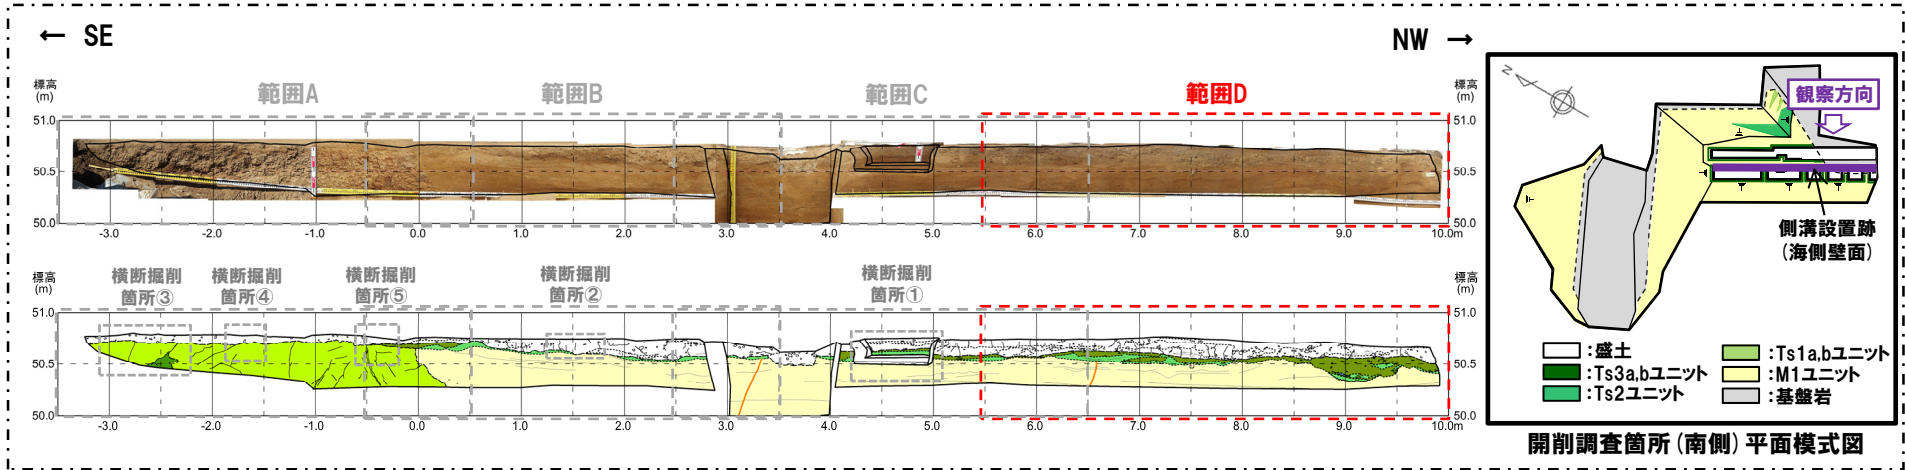 ← SE
NW →
範囲A
範囲B
範囲C
範囲D
標高
(m)
標高
(m)
51.0
51.0
50.5
50.5
50.0
50.0
-3.0
-2.0
-1.0
0.0
1.0
2.0
3.0
4.0
5.0
6.0
7.0
8.0
9.0
10.0m
横断掘削
箇所③
横断掘削
箇所④
横断掘削
箇所⑤
横断掘削
箇所②
横断掘削
箇所①
標高
(m)
標高
(m)
51.0
51.0
50.5
50.5
50.0
50.0
-3.0
-2.0
-1.0
0.0
1.0
2.0
3.0
4.0
5.0
6.0
7.0
8.0
9.0
10.0m
N
観察方向
側溝設置跡
(海側壁面)
:盛土
:Ts3a,bユニット
:Ts2ユニット
:Ts1a,bユニット
:M1ユニット
:基盤岩
開削調査箇所(南側)平面模式図